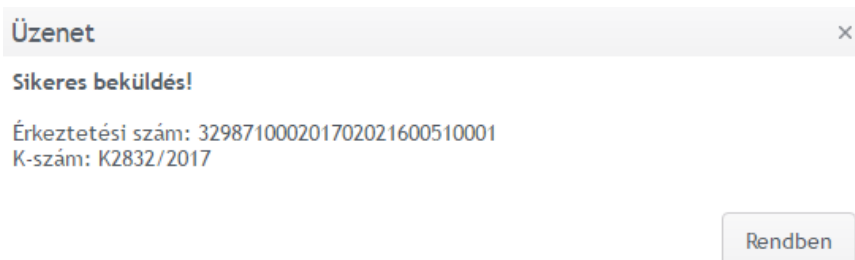 Üzenet
Sikeres beküldés!
Érkeztetési szám: 329871000201702021600510001
K-szám: K2832/2017
Rendben